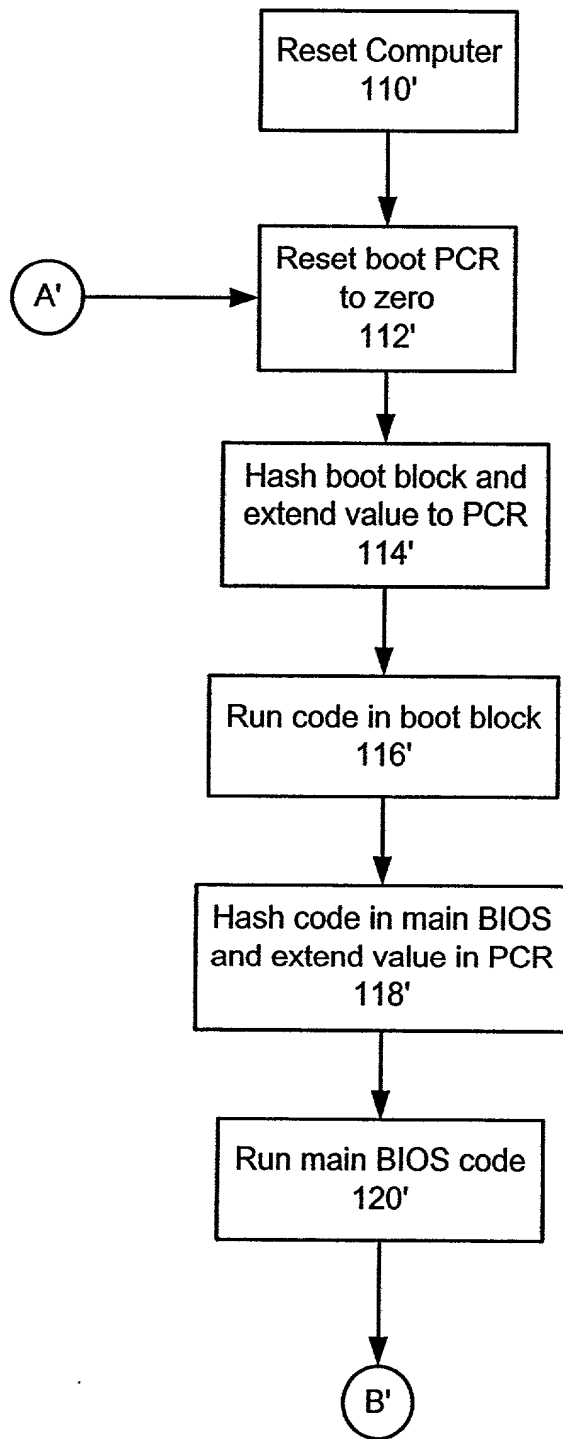 Reset Computer
110'
Reset boot PCR
to zero
112'
A'
Hash boot block and
extend value to PCR
114'
Run code in boot block
116'
Hash code in main BIOS
and extend value in PCR
118'
Run main BIOS code
120'
B'